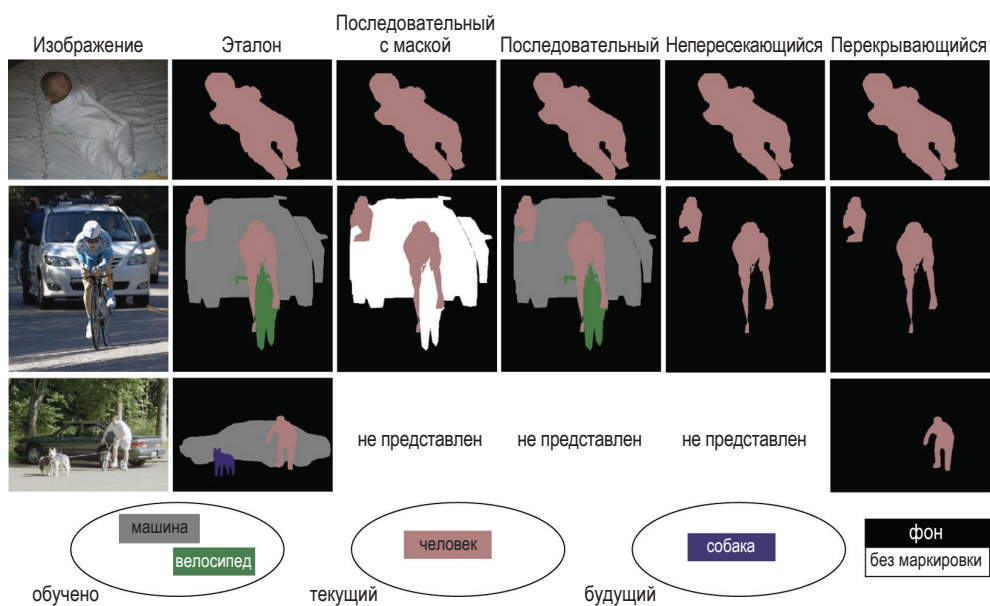 Изображение
Эталон
Последовательный
с маской
Последовательный
Непересекающийся
Перекрывающийся
не представлен
не представлен
не представлен
машина
велосипед
обучено
человек
текущий
собака
будущий
фон
без маркировки